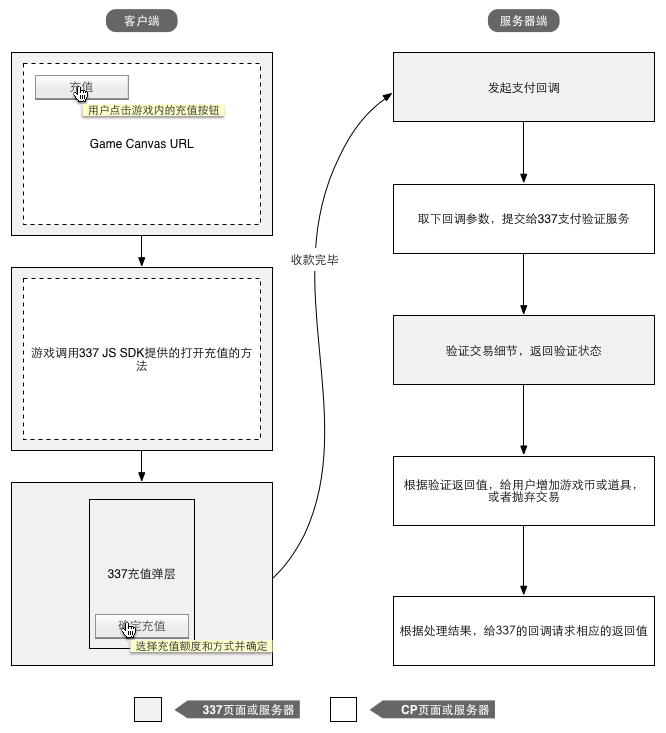 客户端
服务器端
充值
用户点击游戏内的充值按钮
Game Canvas URL
游戏调用337 JS SDK提供的打开充值的方
法
337充值弹层
确定充值
选择充值额度和方式并确定
收款完毕
发起支付回调
取下回调参数，提交给337支付验证服务
验证交易细节，返回验证状态
根据验证返回值，给用户增加游戏币或道具，
或者抛弃交易
根据处理结果，给337的回调请求相应的返回值
337页面或服务器
CP页面或服务器